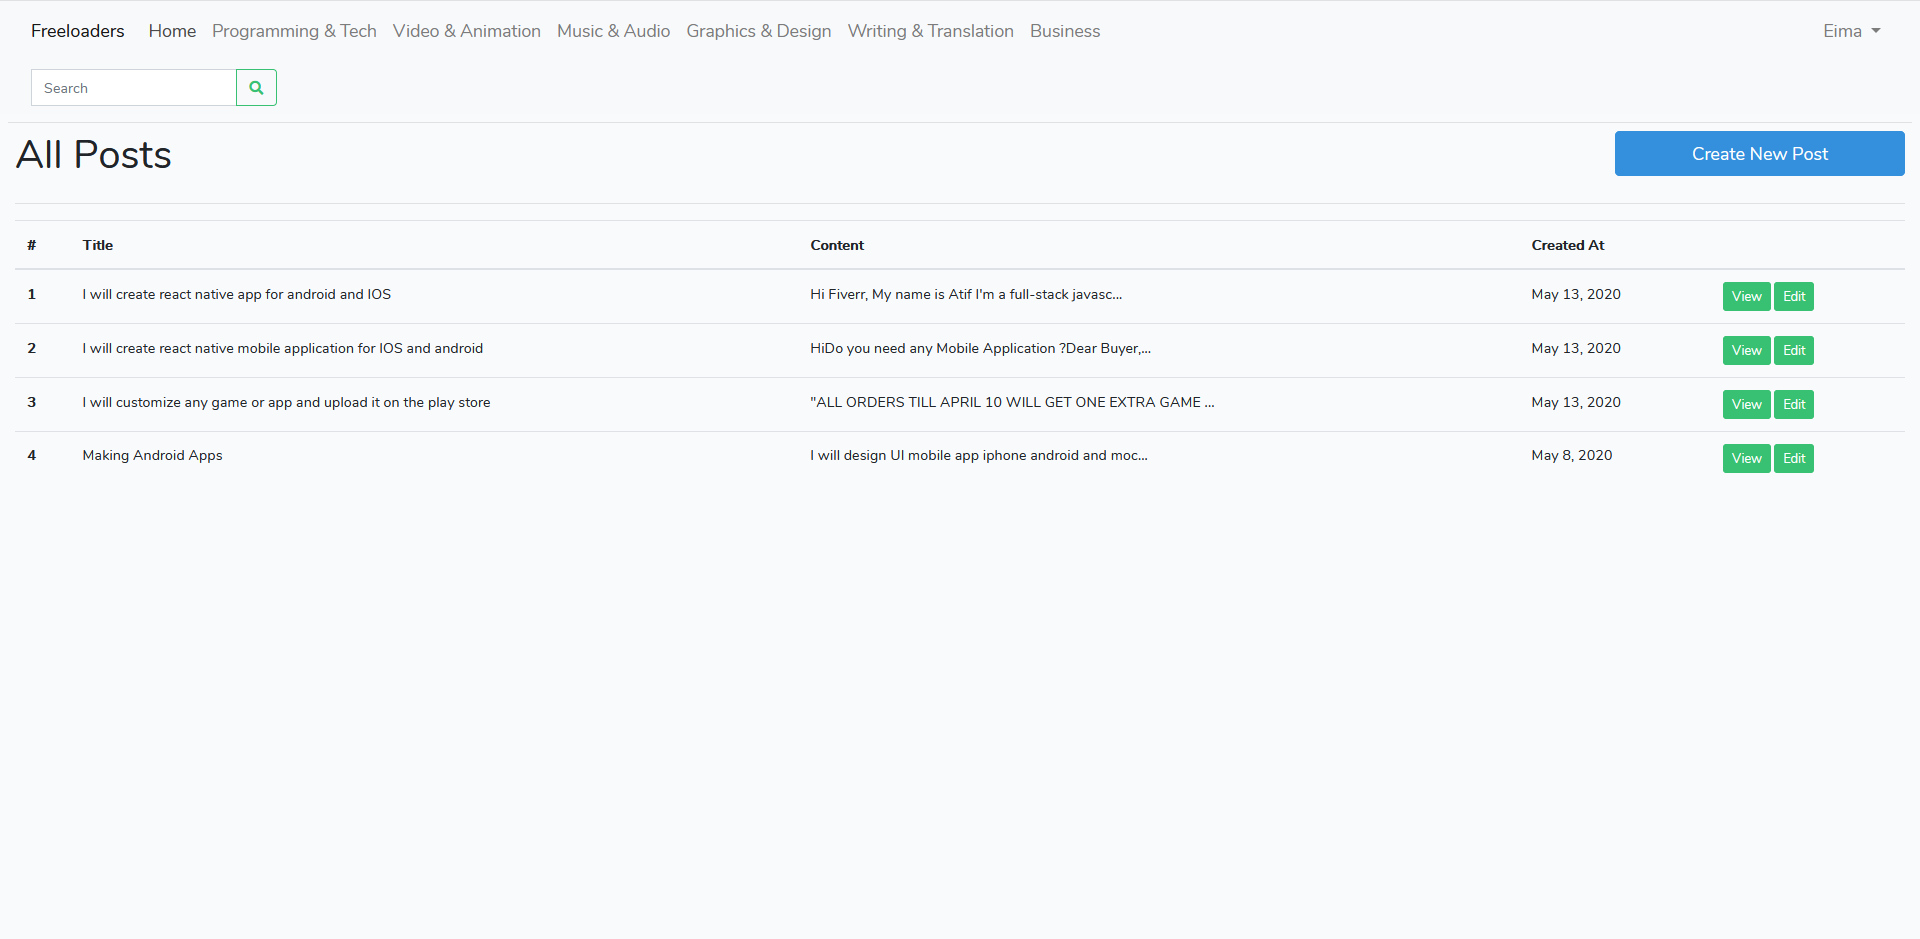 Freeloaders Home Programming & Tech Video & Animation Music & Audio Graphics & Design Writing & Translation Business Eima
Search
All Posts Create New Post
# Title Content Created At
1 I will create react native app for android and IOS Hi Fiverr, My name is Atif I'm a full-stack javasc... May 13, 2020 View Edit
2 I will create react native mobile application for IOS and android HiDo you need any Mobile Application ?Dear Buyer,... May 13, 2020 View Edit
3 I will customize any game or app and upload it on the play store "ALL ORDERS TILL APRIL 10 WILL GET ONE EXTRA GAME ... May 13, 2020 View Edit
4 Making Android Apps I will design UI mobile app iphone android and moc... May 8, 2020 View Edit